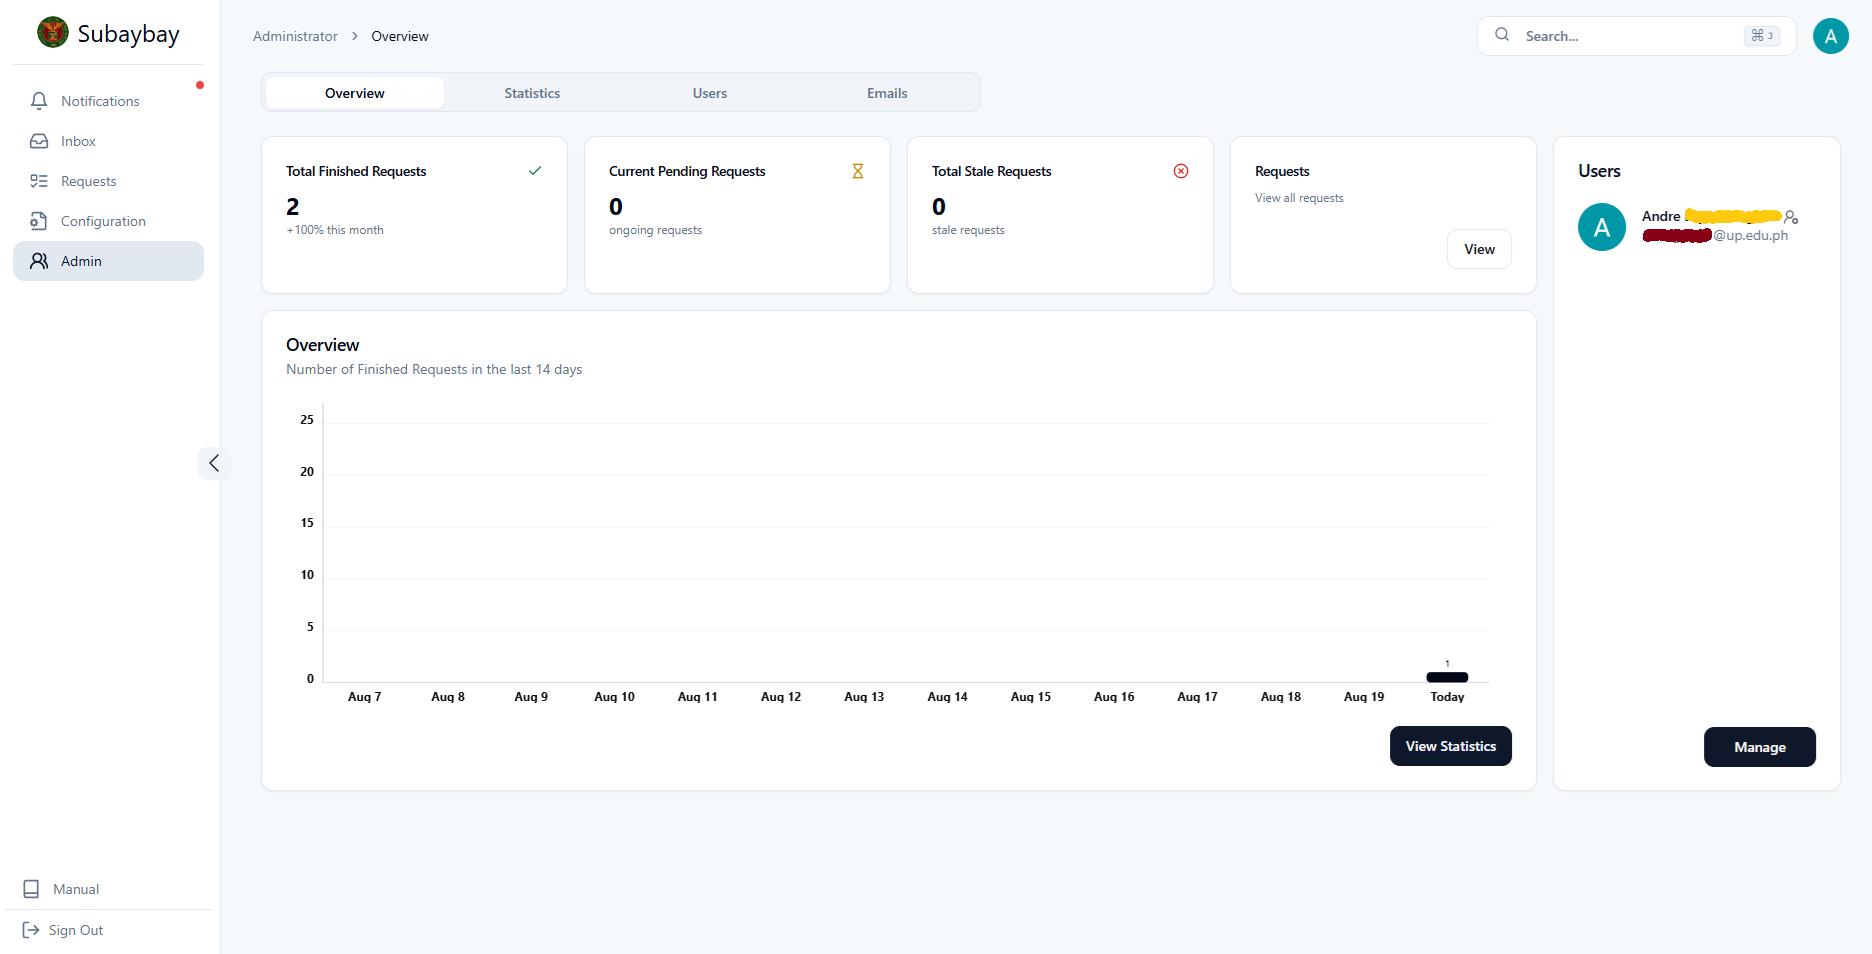 Subaybay
Notifications
Inbox
Requests
Configuration
Admin
Manual
Sign Out
Administrator > Overview
Search...
⌘ J
A
Overview
Statistics
Users
Emails
Total Finished Requests
2
+100% this month
Current Pending Requests
0
ongoing requests
Total Stale Requests
0
stale requests
Requests
View all requests
View
Overview
Number of Finished Requests in the last 14 days
25
20
15
10
5
0
1
Aug 7 Aug 8 Aug 9 Aug 10 Aug 11 Aug 12 Aug 13 Aug 14 Aug 15 Aug 16 Aug 17 Aug 18 Aug 19 Today
View Statistics
Users
A
Andre
@up.edu.ph
Manage